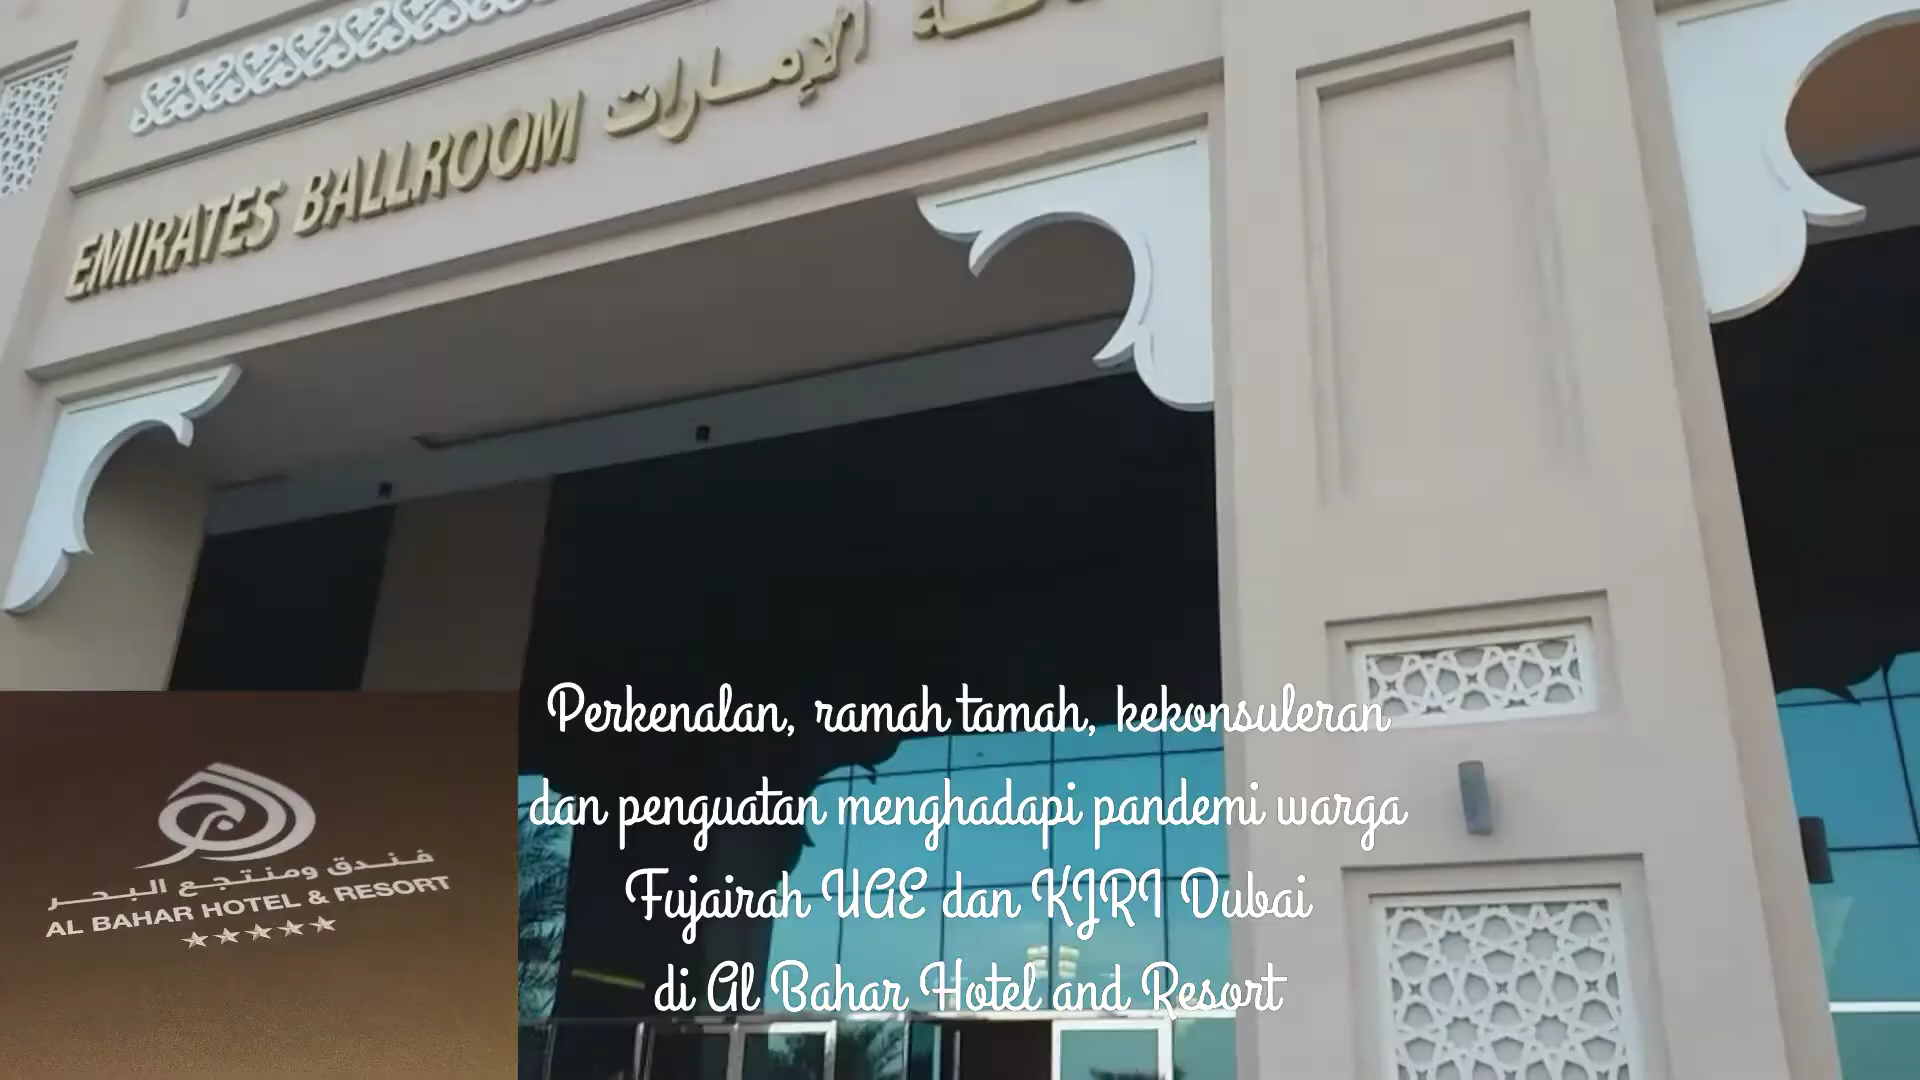 EMIRATES BALLROOM الإمارات
Perkenalan, ramah tamah, kekonsuleran
dan penguatan menghadapi pandemi warga
Fujairah UAE dan KJRI Dubai
di Al Bahar Hotel and Resort
فندق ومنتجع البحر
AL BAHAR HOTEL & RESORT